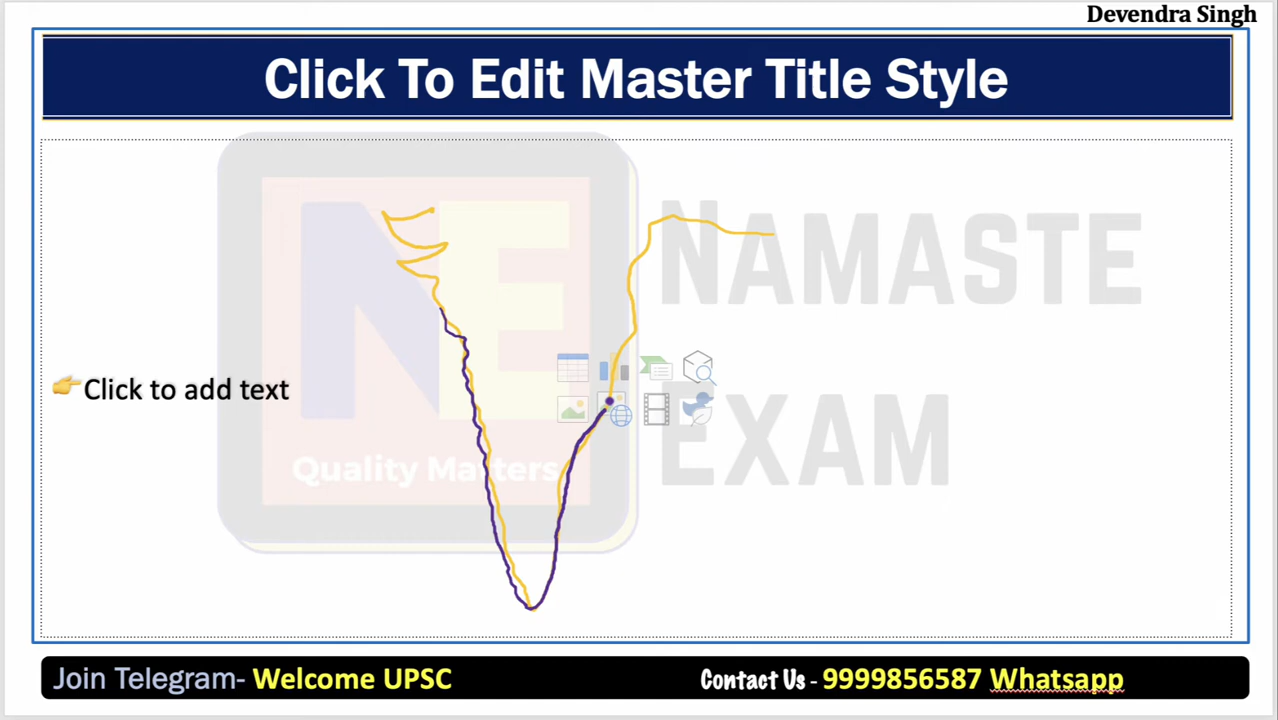 Devendra Singh
Click To Edit Master Title Style
NAMASTE
👉Click to add text
EXAM
Quality Matters
Join Telegram- Welcome UPSC
Contact Us - 9999856587 Whatsapp